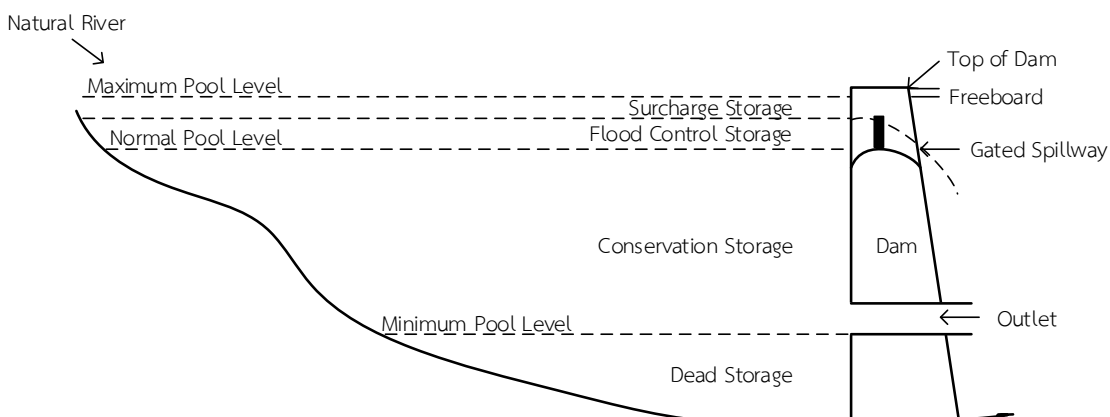 Natural River
Top of Dam
Maximum Pool Level
Freeboard
Surcharge Storage
Flood Control Storage
Normal Pool Level
Gated Spillway
Conservation Storage
Dam
Outlet
Minimum Pool Level
Dead Storage